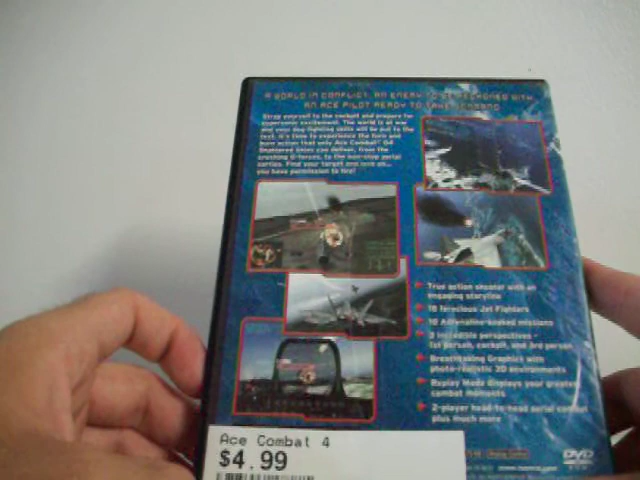 A WORLD IN CONFLICT, AN ENEMY TO BE RECKONED WITH
AN ACE PILOT READY TO TAKE COMMAND
Strap yourself to the cockpit and prepare for
supersonic excitement. The world is at war
and your dog-fighting skills will be put to the
test. It's time to experience the turn and
burn action that only Ace Combat 04
Shattered Skies can deliver, from the
crushing G-forces, to the non-stop aerial
Find your target and lock on...
you have permission to fire!
True action shooter with an
engaging storyline
18 ferocious Jet Fighters
18 Adrenaline-soaked missions
3 incredible perspectives -
1st person, cockpit, and 3rd person
Breathtaking Graphics with
photo-realistic 3D environments
Replay Mode displays your greatest
combat moments
2-player head-to-head aerial combat
plus much more
Ace Combat 4
$4.99
DVD